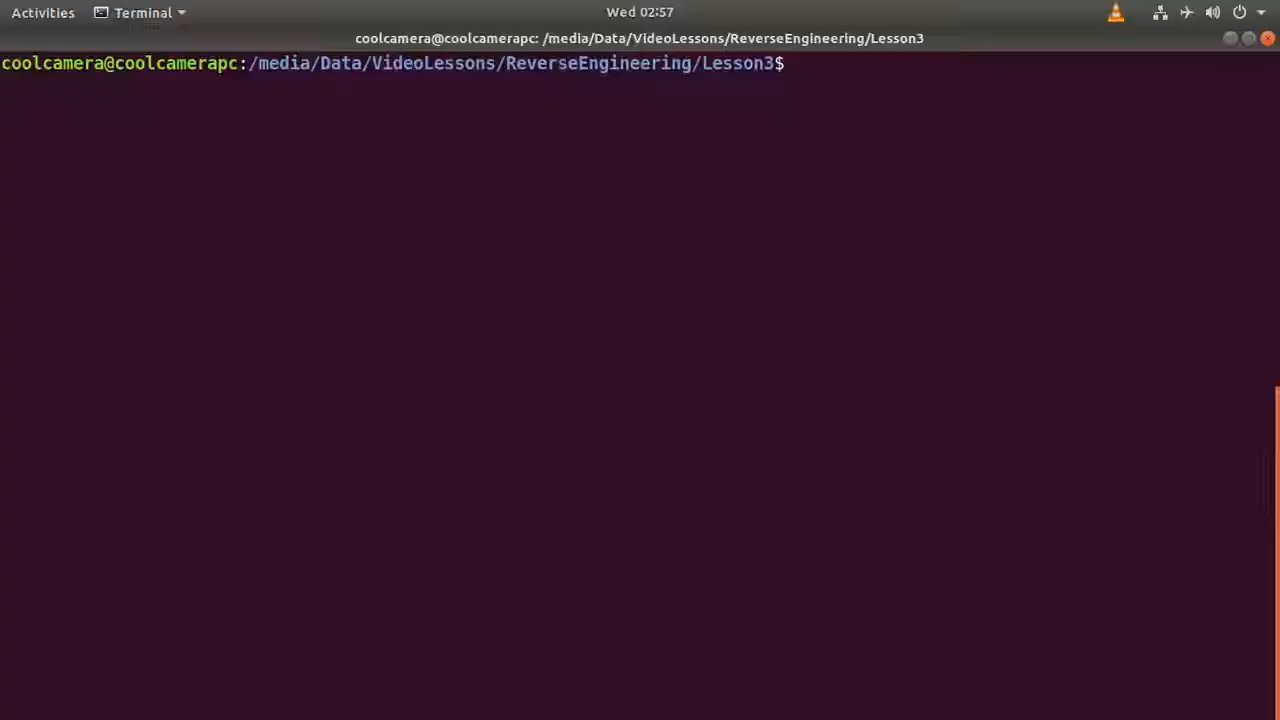 Activities Terminal Wed 02:57
coolcamera@coolcamerapc: /media/Data/VideoLessons/ReverseEngineering/Lesson3
coolcamera@coolcamerapc:/media/Data/VideoLessons/ReverseEngineering/Lesson3$